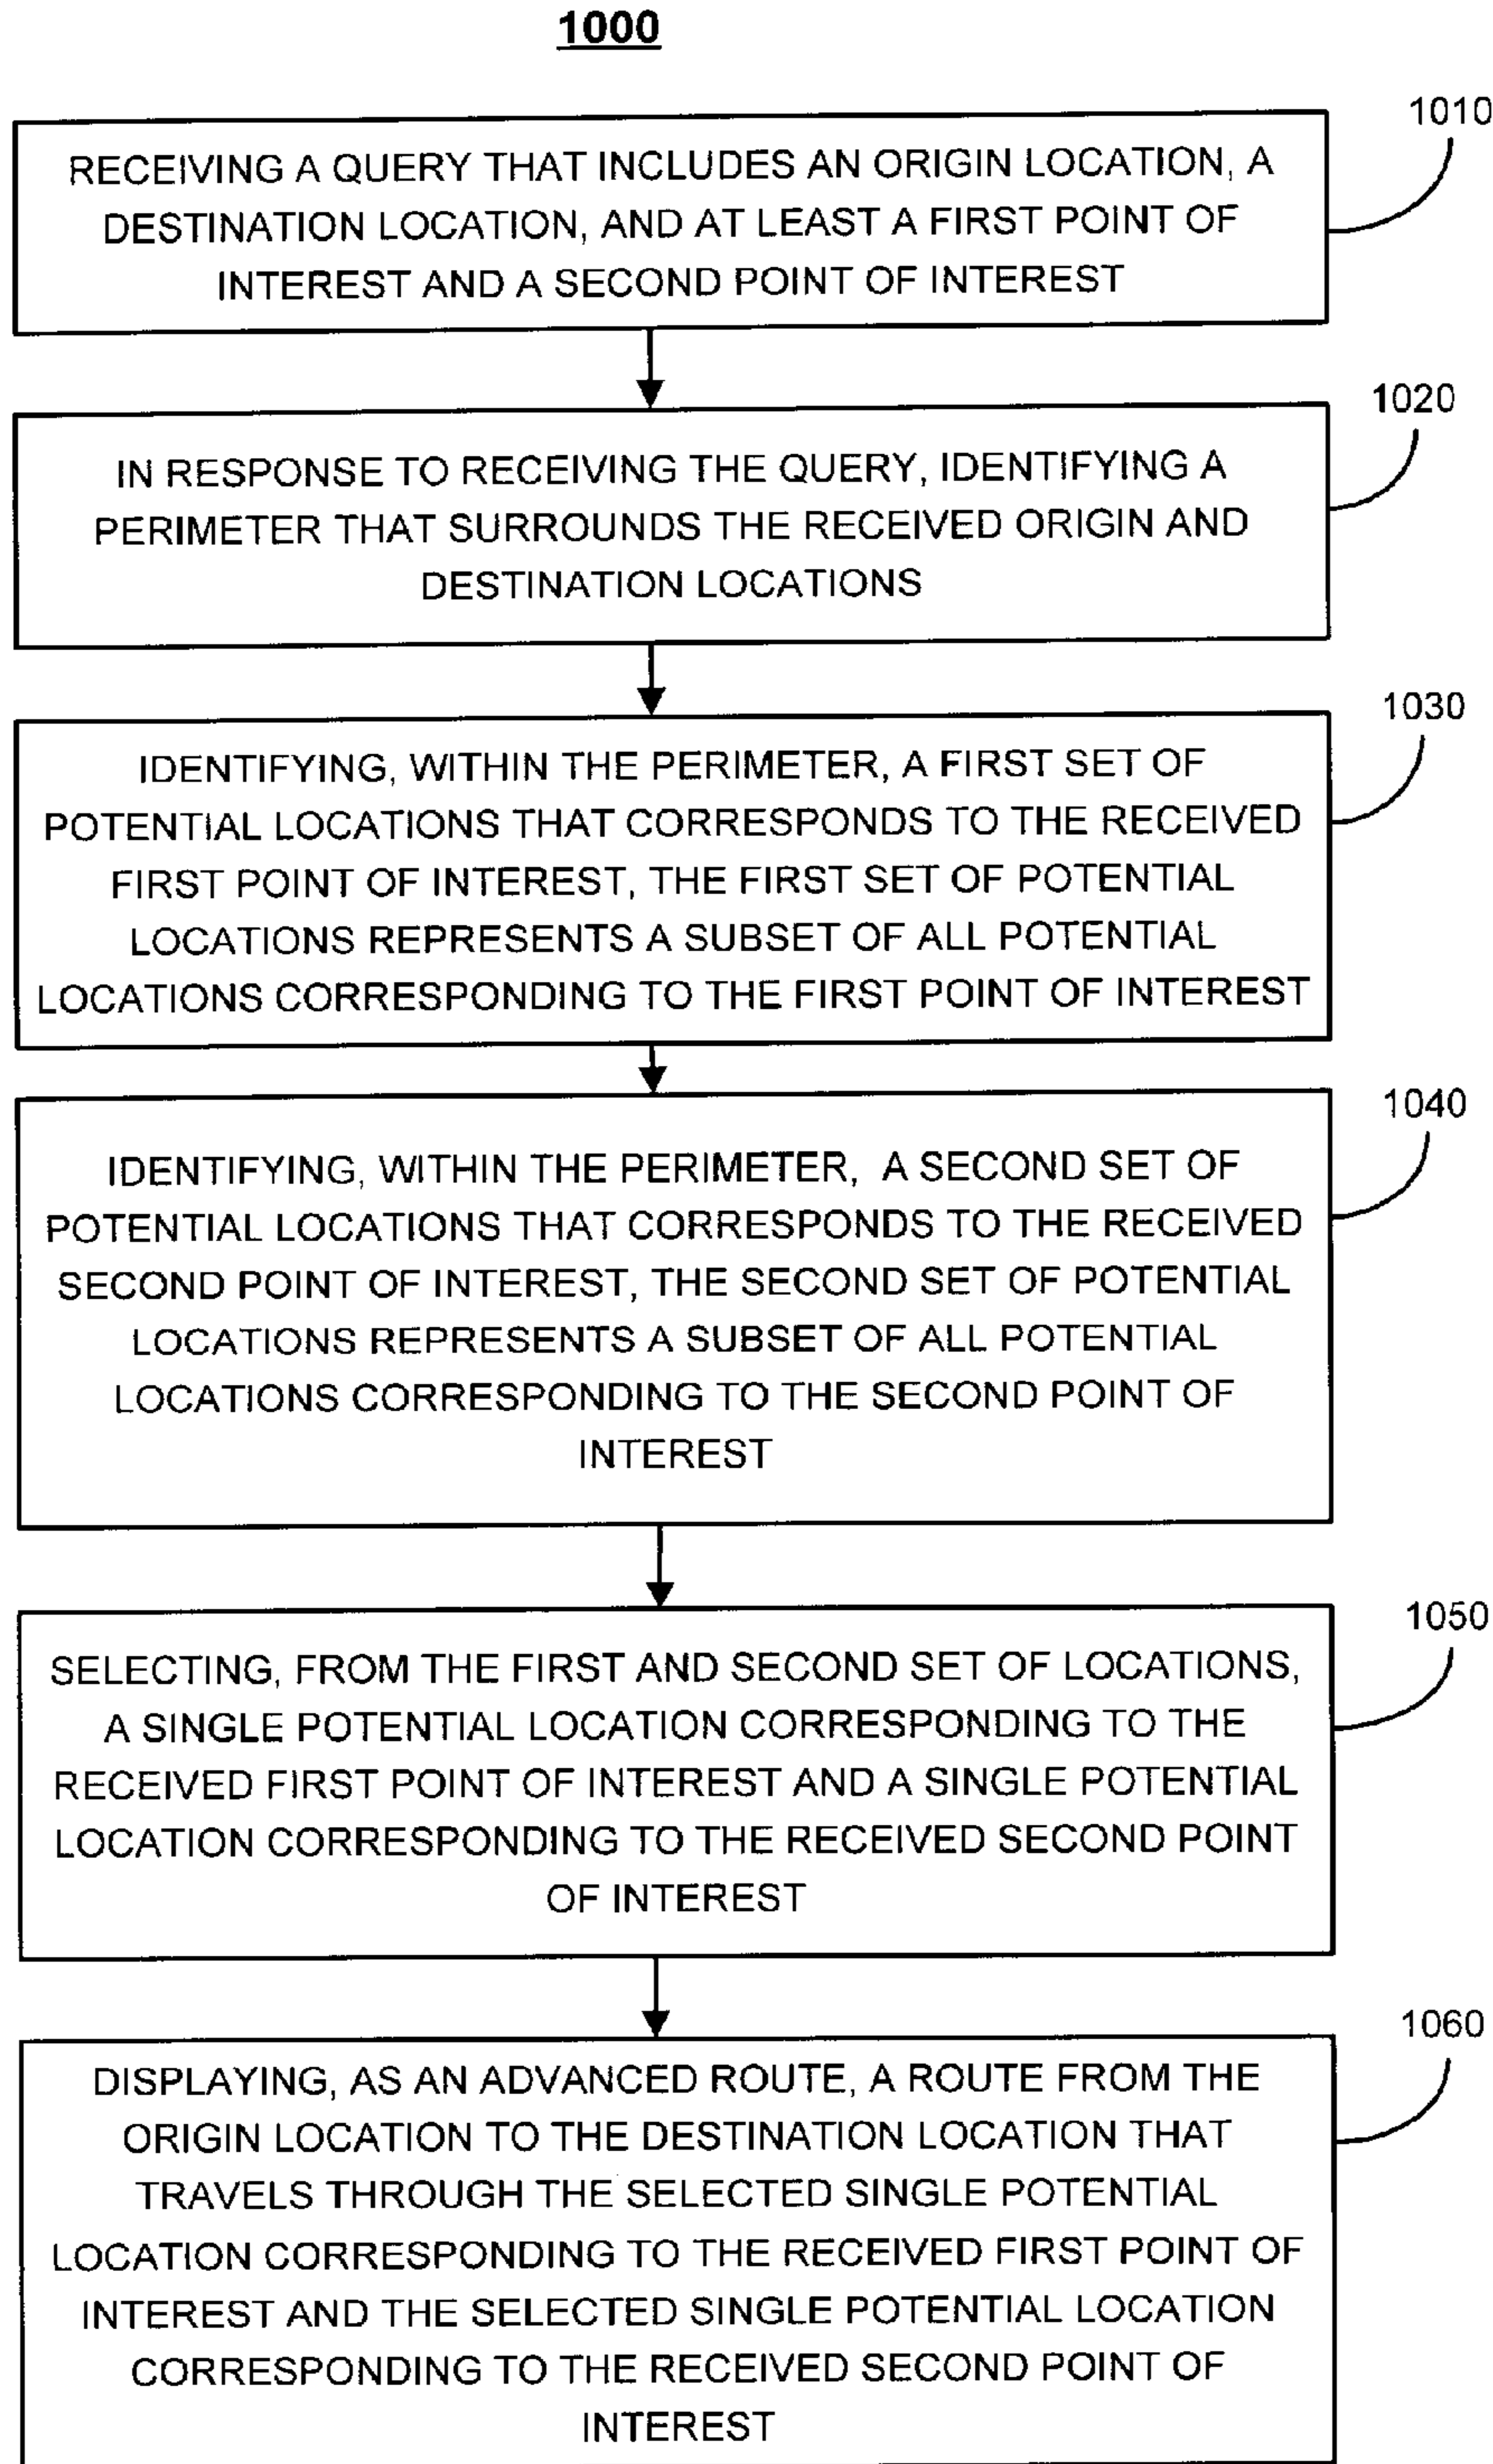 1000
1010
RECEIVING A QUERY THAT INCLUDES AN ORIGIN LOCATION, A
DESTINATION LOCATION, AND AT LEAST A FIRST POINT OF
INTEREST AND A SECOND POINT OF INTEREST
1020
IN RESPONSE TO RECEIVING THE QUERY, IDENTIFYING A
PERIMETER THAT SURROUNDS THE RECEIVED ORIGIN AND
DESTINATION LOCATIONS
1030
IDENTIFYING, WITHIN THE PERIMETER, A FIRST SET OF
POTENTIAL LOCATIONS THAT CORRESPONDS TO THE RECEIVED
FIRST POINT OF INTEREST, THE FIRST SET OF POTENTIAL
LOCATIONS REPRESENTS A SUBSET OF ALL POTENTIAL
LOCATIONS CORRESPONDING TO THE FIRST POINT OF INTEREST
1040
IDENTIFYING, WITHIN THE PERIMETER, A SECOND SET OF
POTENTIAL LOCATIONS THAT CORRESPONDS TO THE RECEIVED
SECOND POINT OF INTEREST, THE SECOND SET OF POTENTIAL
LOCATIONS REPRESENTS A SUBSET OF ALL POTENTIAL
LOCATIONS CORRESPONDING TO THE SECOND POINT OF
INTEREST
1050
SELECTING, FROM THE FIRST AND SECOND SET OF LOCATIONS,
A SINGLE POTENTIAL LOCATION CORRESPONDING TO THE
RECEIVED FIRST POINT OF INTEREST AND A SINGLE POTENTIAL
LOCATION CORRESPONDING TO THE RECEIVED SECOND POINT
OF INTEREST
1060
DISPLAYING, AS AN ADVANCED ROUTE, A ROUTE FROM THE
ORIGIN LOCATION TO THE DESTINATION LOCATION THAT
TRAVELS THROUGH THE SELECTED SINGLE POTENTIAL
LOCATION CORRESPONDING TO THE RECEIVED FIRST POINT OF
INTEREST AND THE SELECTED SINGLE POTENTIAL LOCATION
CORRESPONDING TO THE RECEIVED SECOND POINT OF
INTEREST